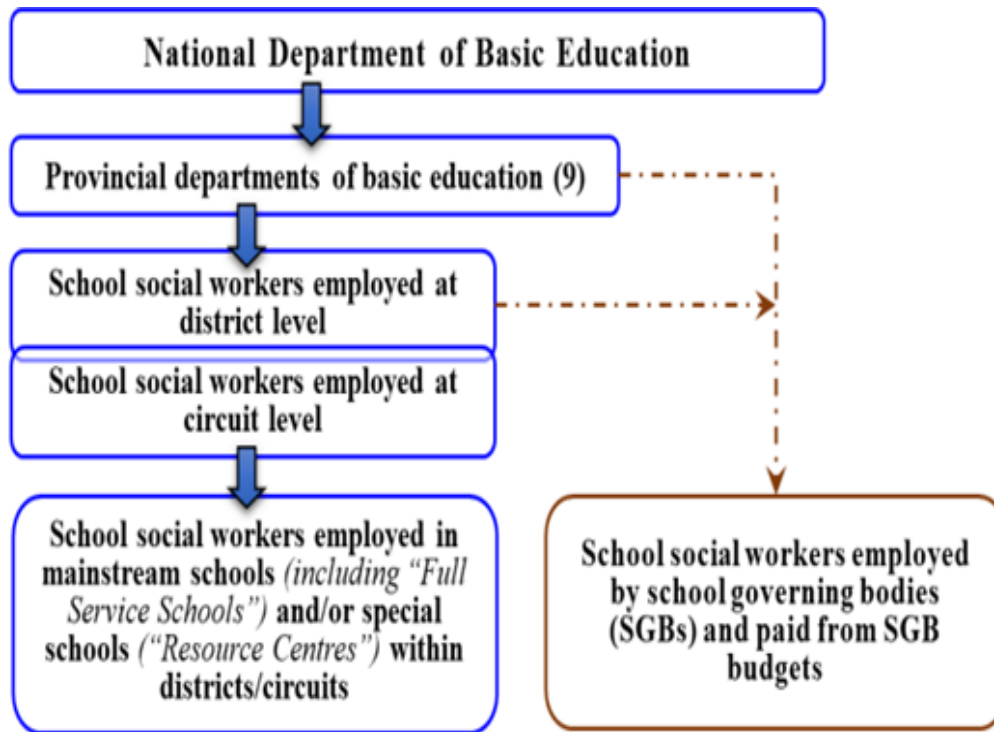 National Department of Basic Education
Provincial departments of basic education (9)
School social workers employed at
district level
School social workers employed at
circuit level
School social workers employed in
mainstream schools (including “Full
Service Schools”) and/or special
schools (“Resource Centres”) within
districts/circuits
School social workers employed
by school governing bodies
(SGBs) and paid from SGB
budgets